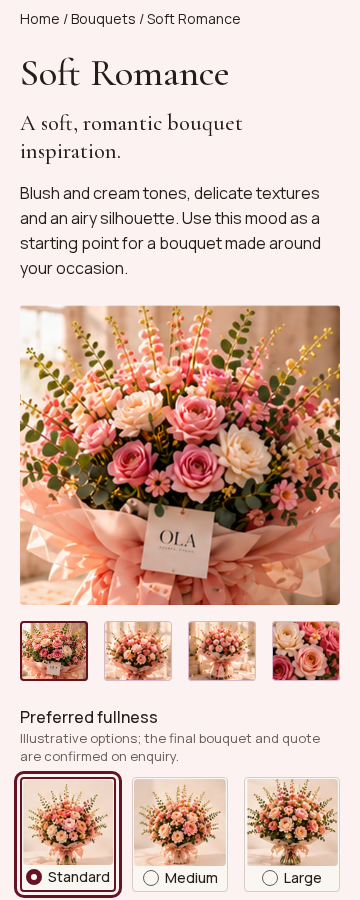 Home / Bouquets / Soft Romance
Soft Romance
A soft, romantic bouquet
inspiration.
Blush and cream tones, delicate textures
and an airy silhouette. Use this mood as a
starting point for a bouquet made around
your occasion.
OLA
Preferred fullness
Illustrative options; the final bouquet and quote
are confirmed on enquiry.
Standard
Medium
Large